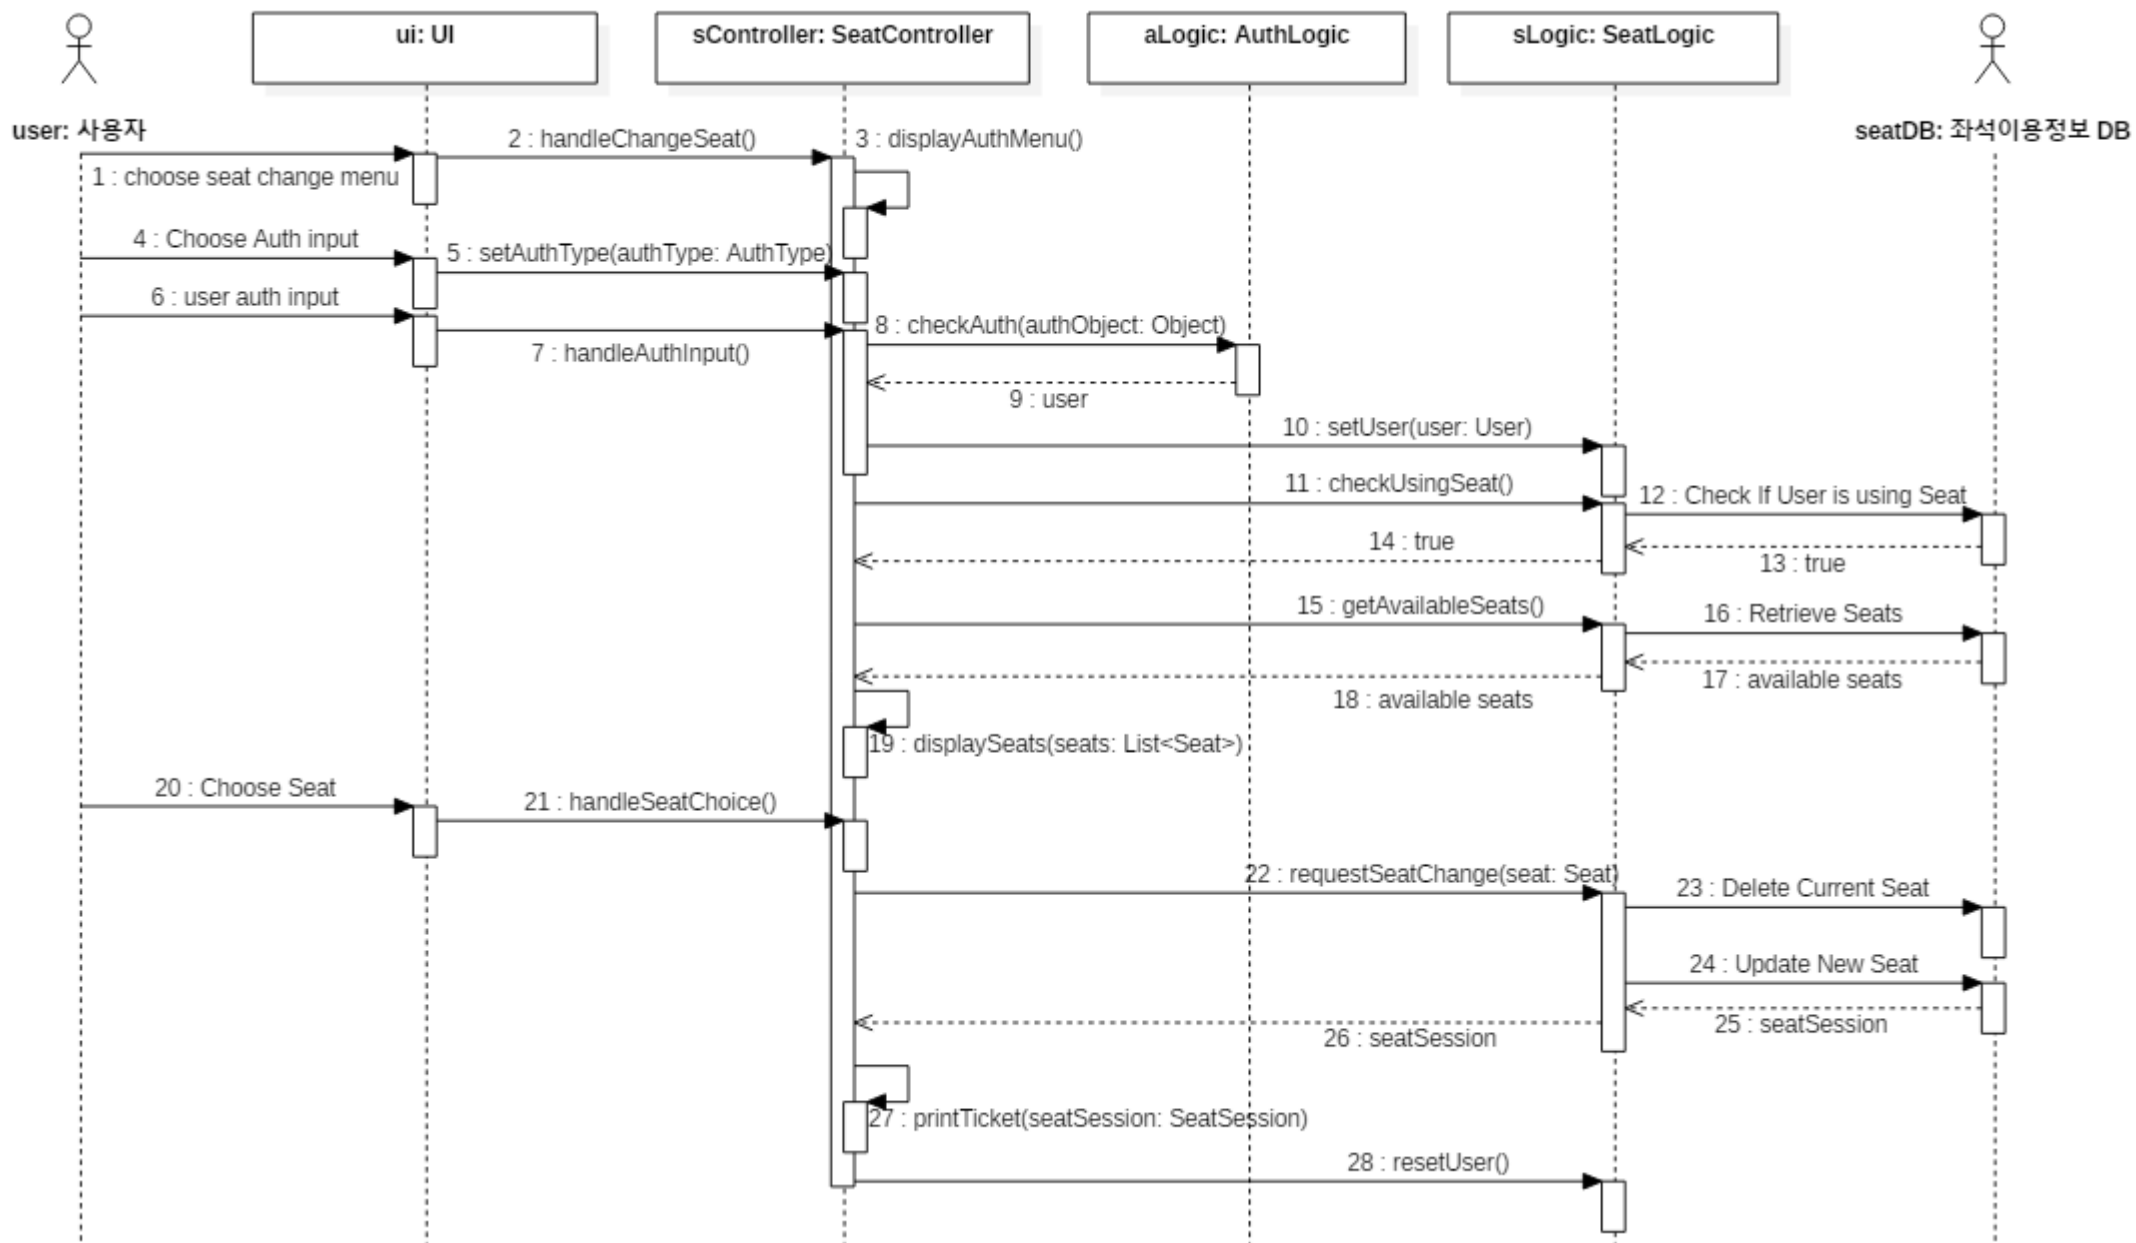 ui: UI
sController: SeatController
aLogic: AuthLogic
sLogic: SeatLogic
user: 사용자
seatDB: 좌석이용정보 DB
1 : choose seat change menu
2 : handleChangeSeat()
3 : displayAuthMenu()
4 : Choose Auth input
5 : setAuthType(authType: AuthType)
6 : user auth input
7 : handleAuthInput()
8 : checkAuth(authObject: Object)
9 : user
10 : setUser(user: User)
11 : checkUsingSeat()
12 : Check If User is using Seat
13 : true
14 : true
15 : getAvailableSeats()
16 : Retrieve Seats
17 : available seats
18 : available seats
19 : displaySeats(seats: List<Seat>)
20 : Choose Seat
21 : handleSeatChoice()
22 : requestSeatChange(seat: Seat)
23 : Delete Current Seat
24 : Update New Seat
25 : seatSession
26 : seatSession
27 : printTicket(seatSession: SeatSession)
28 : resetUser()